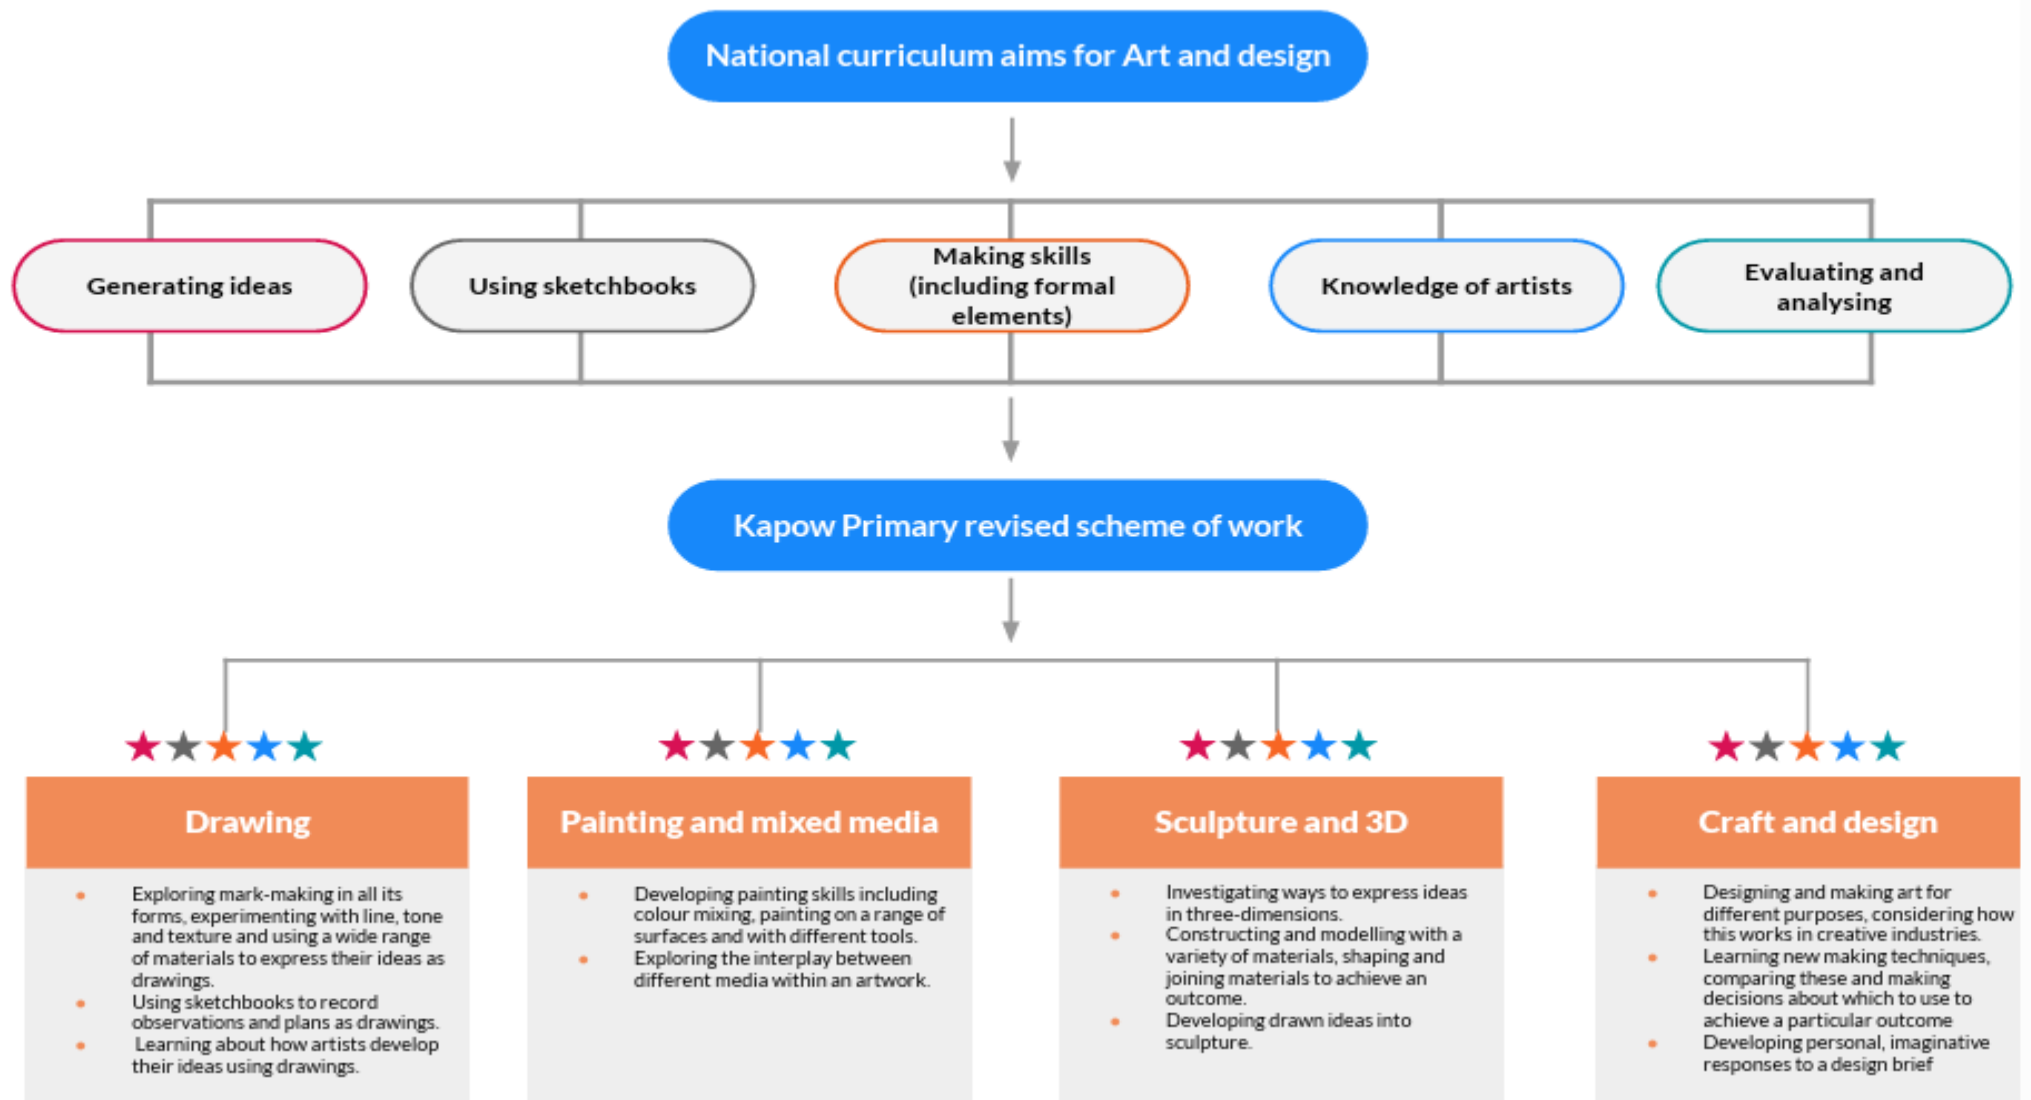 National curriculum aims for Art and design
Generating ideas
Using sketchbooks
Making skills
(including formal
elements)
Knowledge of artists
Evaluating and
analysing
Kapow Primary revised scheme of work
Drawing
• Exploring mark-making in all its
forms, experimenting with line, tone
and texture and using a wide range
of materials to express their ideas as
drawings.
• Using sketchbooks to record
observations and plans as drawings.
• Learning about how artists develop
their ideas using drawings.
Painting and mixed media
• Developing painting skills including
colour mixing, painting on a range of
surfaces and with different tools.
• Exploring the interplay between
different media within an artwork.
Sculpture and 3D
• Investigating ways to express ideas
in three-dimensions.
• Constructing and modelling with a
variety of materials, shaping and
joining materials to achieve an
outcome.
• Developing drawn ideas into
sculpture.
Craft and design
• Designing and making art for
different purposes, considering how
this works in creative industries.
• Learning new making techniques,
comparing these and making
decisions about which to use to
achieve a particular outcome
• Developing personal, imaginative
responses to a design brief